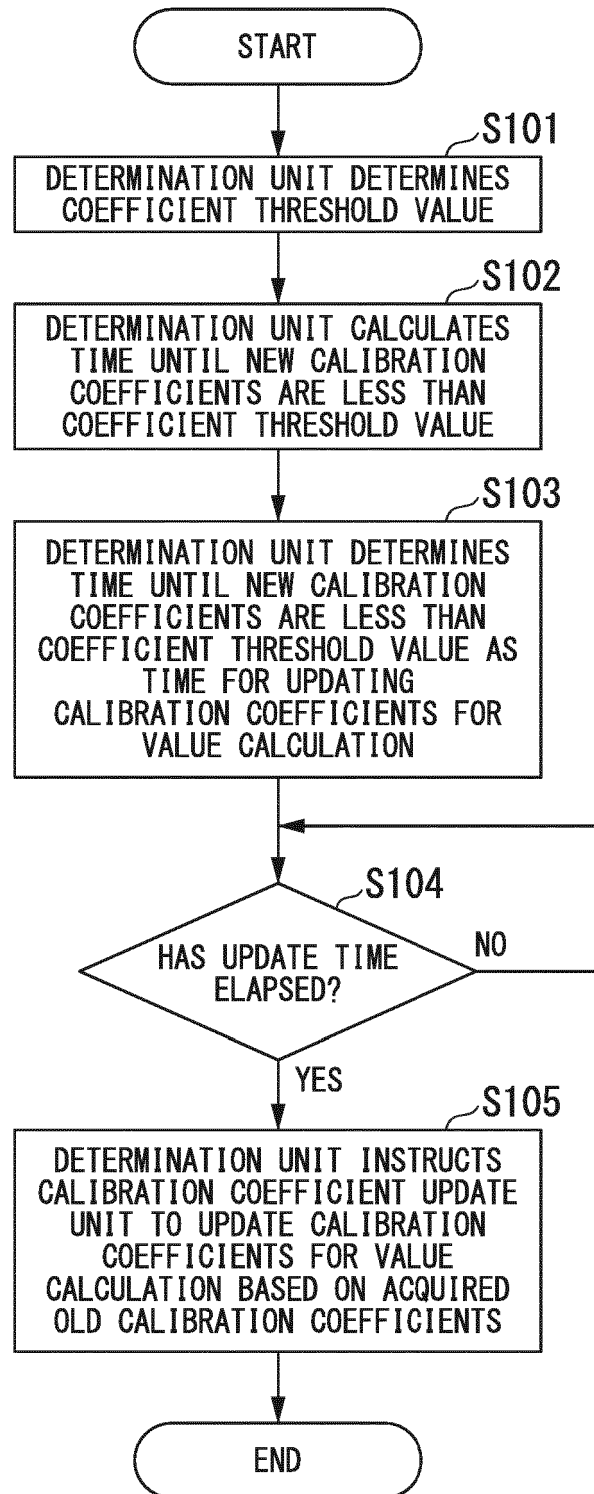 START
S101
DETERMINATION UNIT DETERMINES
COEFFICIENT THRESHOLD VALUE
S102
DETERMINATION UNIT CALCULATES
TIME UNTIL NEW CALIBRATION
COEFFICIENTS ARE LESS THAN
COEFFICIENT THRESHOLD VALUE
S103
DETERMINATION UNIT DETERMINES
TIME UNTIL NEW CALIBRATION
COEFFICIENTS ARE LESS THAN
COEFFICIENT THRESHOLD VALUE AS
TIME FOR UPDATING
CALIBRATION COEFFICIENTS FOR
VALUE CALCULATION
S104
HAS UPDATE TIME
ELAPSED?
NO
YES
S105
DETERMINATION UNIT INSTRUCTS
CALIBRATION COEFFICIENT UPDATE
UNIT TO UPDATE CALIBRATION
COEFFICIENTS FOR VALUE
CALCULATION BASED ON ACQUIRED
OLD CALIBRATION COEFFICIENTS
END